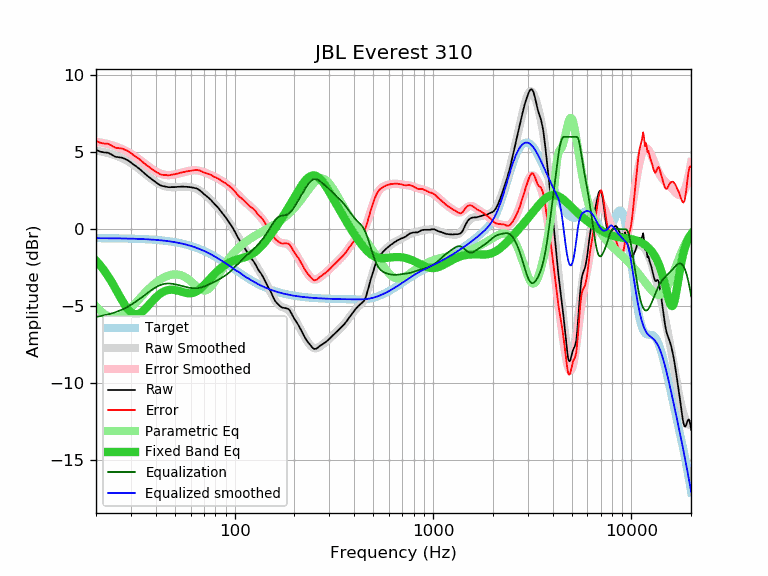 JBL Everest 310
10
5
0
−5
−10
−15
Amplitude (dBr)
Target
Raw Smoothed
Error Smoothed
Raw
Error
Parametric Eq
Fixed Band Eq
Equalization
Equalized smoothed
100
1000
10000
Frequency (Hz)